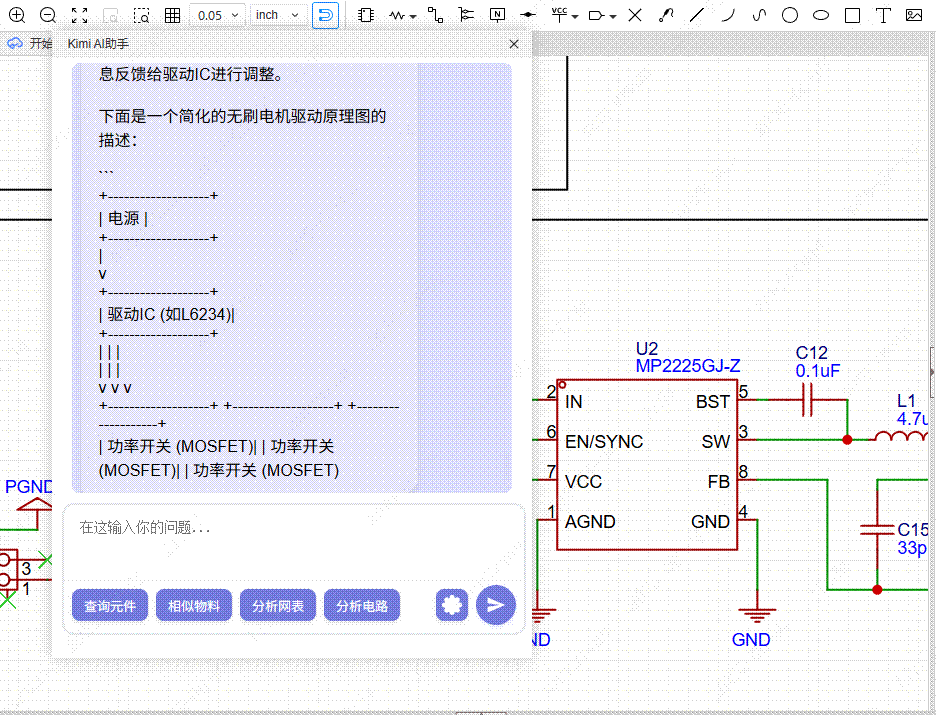 0.05
inch
N
VCC
T
开始
Kimi AI助手
息反馈给驱动IC进行调整。
下面是一个简化的无刷电机驱动原理图的
描述：
```
+-------------------+
| 电源 |
+-------------------+
|
v
+-------------------+
| 驱动IC (如L6234)|
+-------------------+
| | |
| | |
v v v
+-------------------+ +-------------------+ +--------
-----------+
| 功率开关 (MOSFET)| | 功率开关
(MOSFET)| | 功率开关 (MOSFET)
在这输入你的问题...
查询元件
相似物料
分析网表
分析电路
PGND
3
1
U2
MP2225GJ-Z
2
IN
BST
5
6
EN/SYNC
SW
3
7
VCC
FB
8
1
AGND
GND
4
C12
0.1uF
L1
4.7u
C15
33p
ND
GND